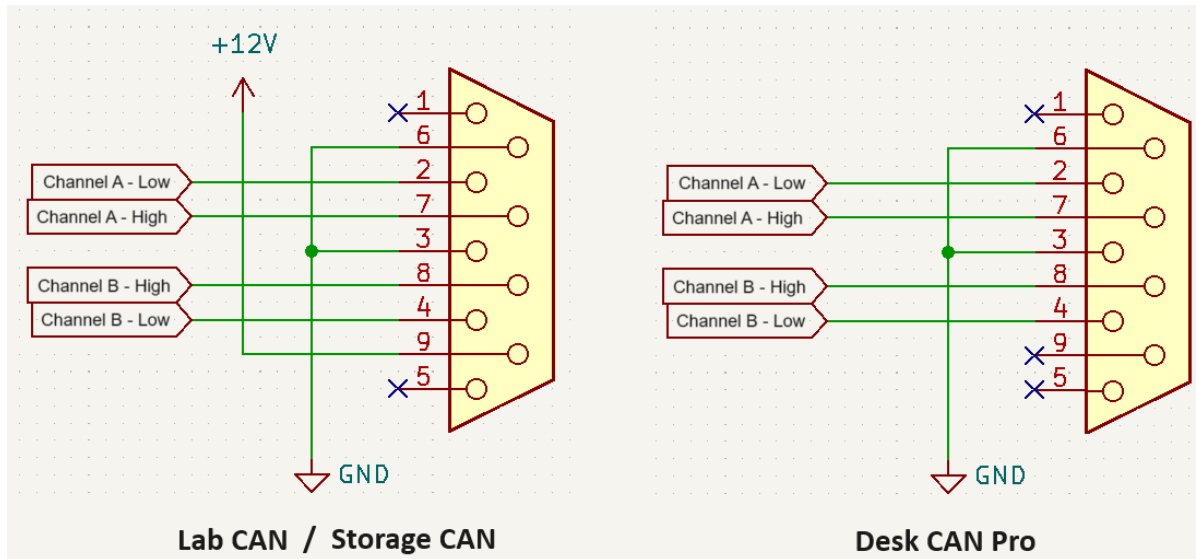 +12V
1
6
Channel A - Low
2
Channel A - High
7
3
Channel B - High
8
Channel B - Low
4
9
5
GND
Lab CAN / Storage CAN
1
6
Channel A - Low
2
Channel A - High
7
3
Channel B - High
8
Channel B - Low
4
9
5
GND
Desk CAN Pro